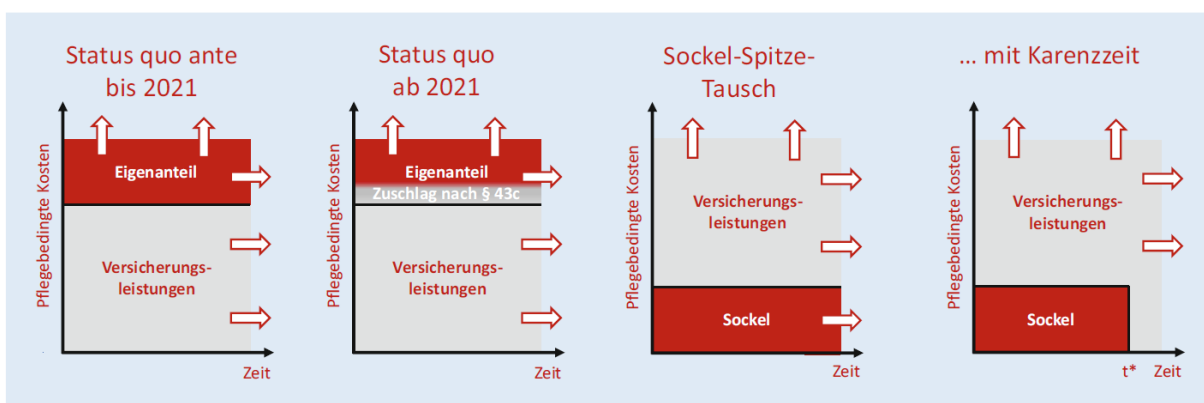 Status quo ante
bis 2021
Pflegebedingte Kosten
Eigenanteil
Versicherungs-
leistungen
Zeit
Status quo
ab 2021
Pflegebedingte Kosten
Eigenanteil
Zuschlag nach § 43c
Versicherungs-
leistungen
Zeit
Sockel-Spitze-
Tausch
Pflegebedingte Kosten
Versicherungs-
leistungen
Sockel
Zeit
... mit Karenzzeit
Pflegebedingte Kosten
Versicherungs-
leistungen
Sockel
t* Zeit